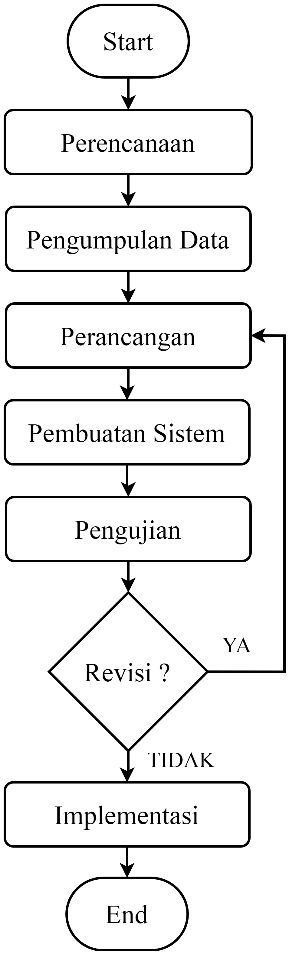 Start
Perencanaan
Pengumpulan Data
Perancangan
Pembuatan Sistem
Pengujian
Revisi ?
YA
TIDAK
Implementasi
End